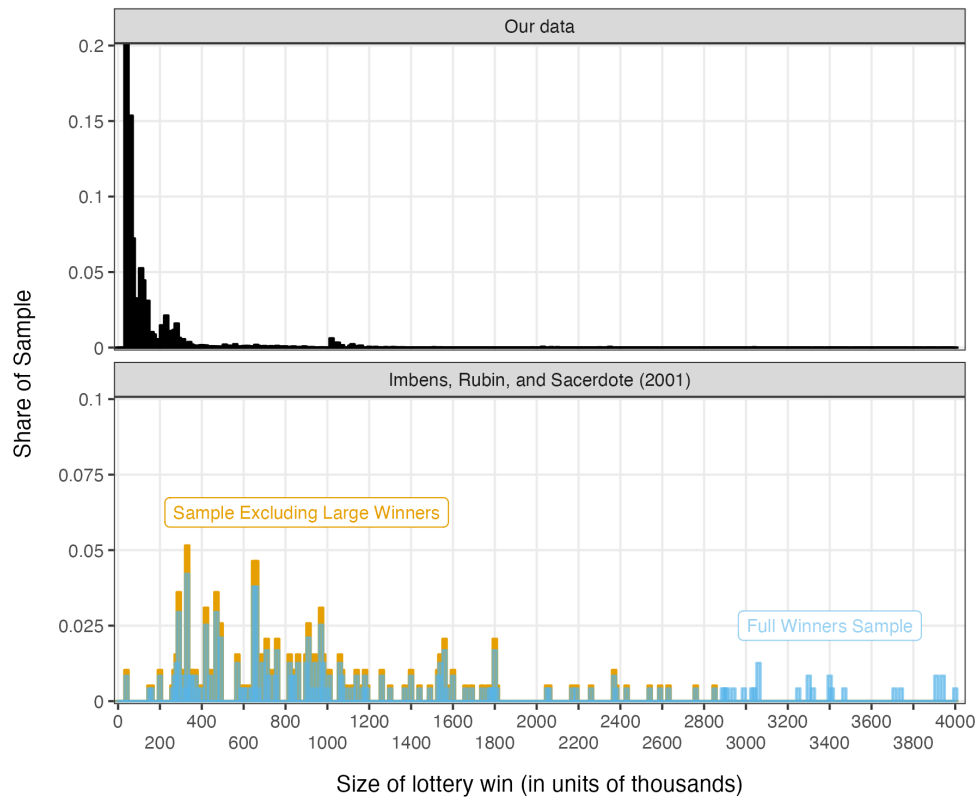 Our data
0.2
0.15
0.1
0.05
0
Share of Sample
Imbens, Rubin, and Sacerdote (2001)
0.1
0.075
0.05
0.025
0
Sample Excluding Large Winners
Full Winners Sample
0 400 800 1200 1600 2000 2400 2800 3200 3600 4000
200 600 1000 1400 1800 2200 2600 3000 3400 3800
Size of lottery win (in units of thousands)